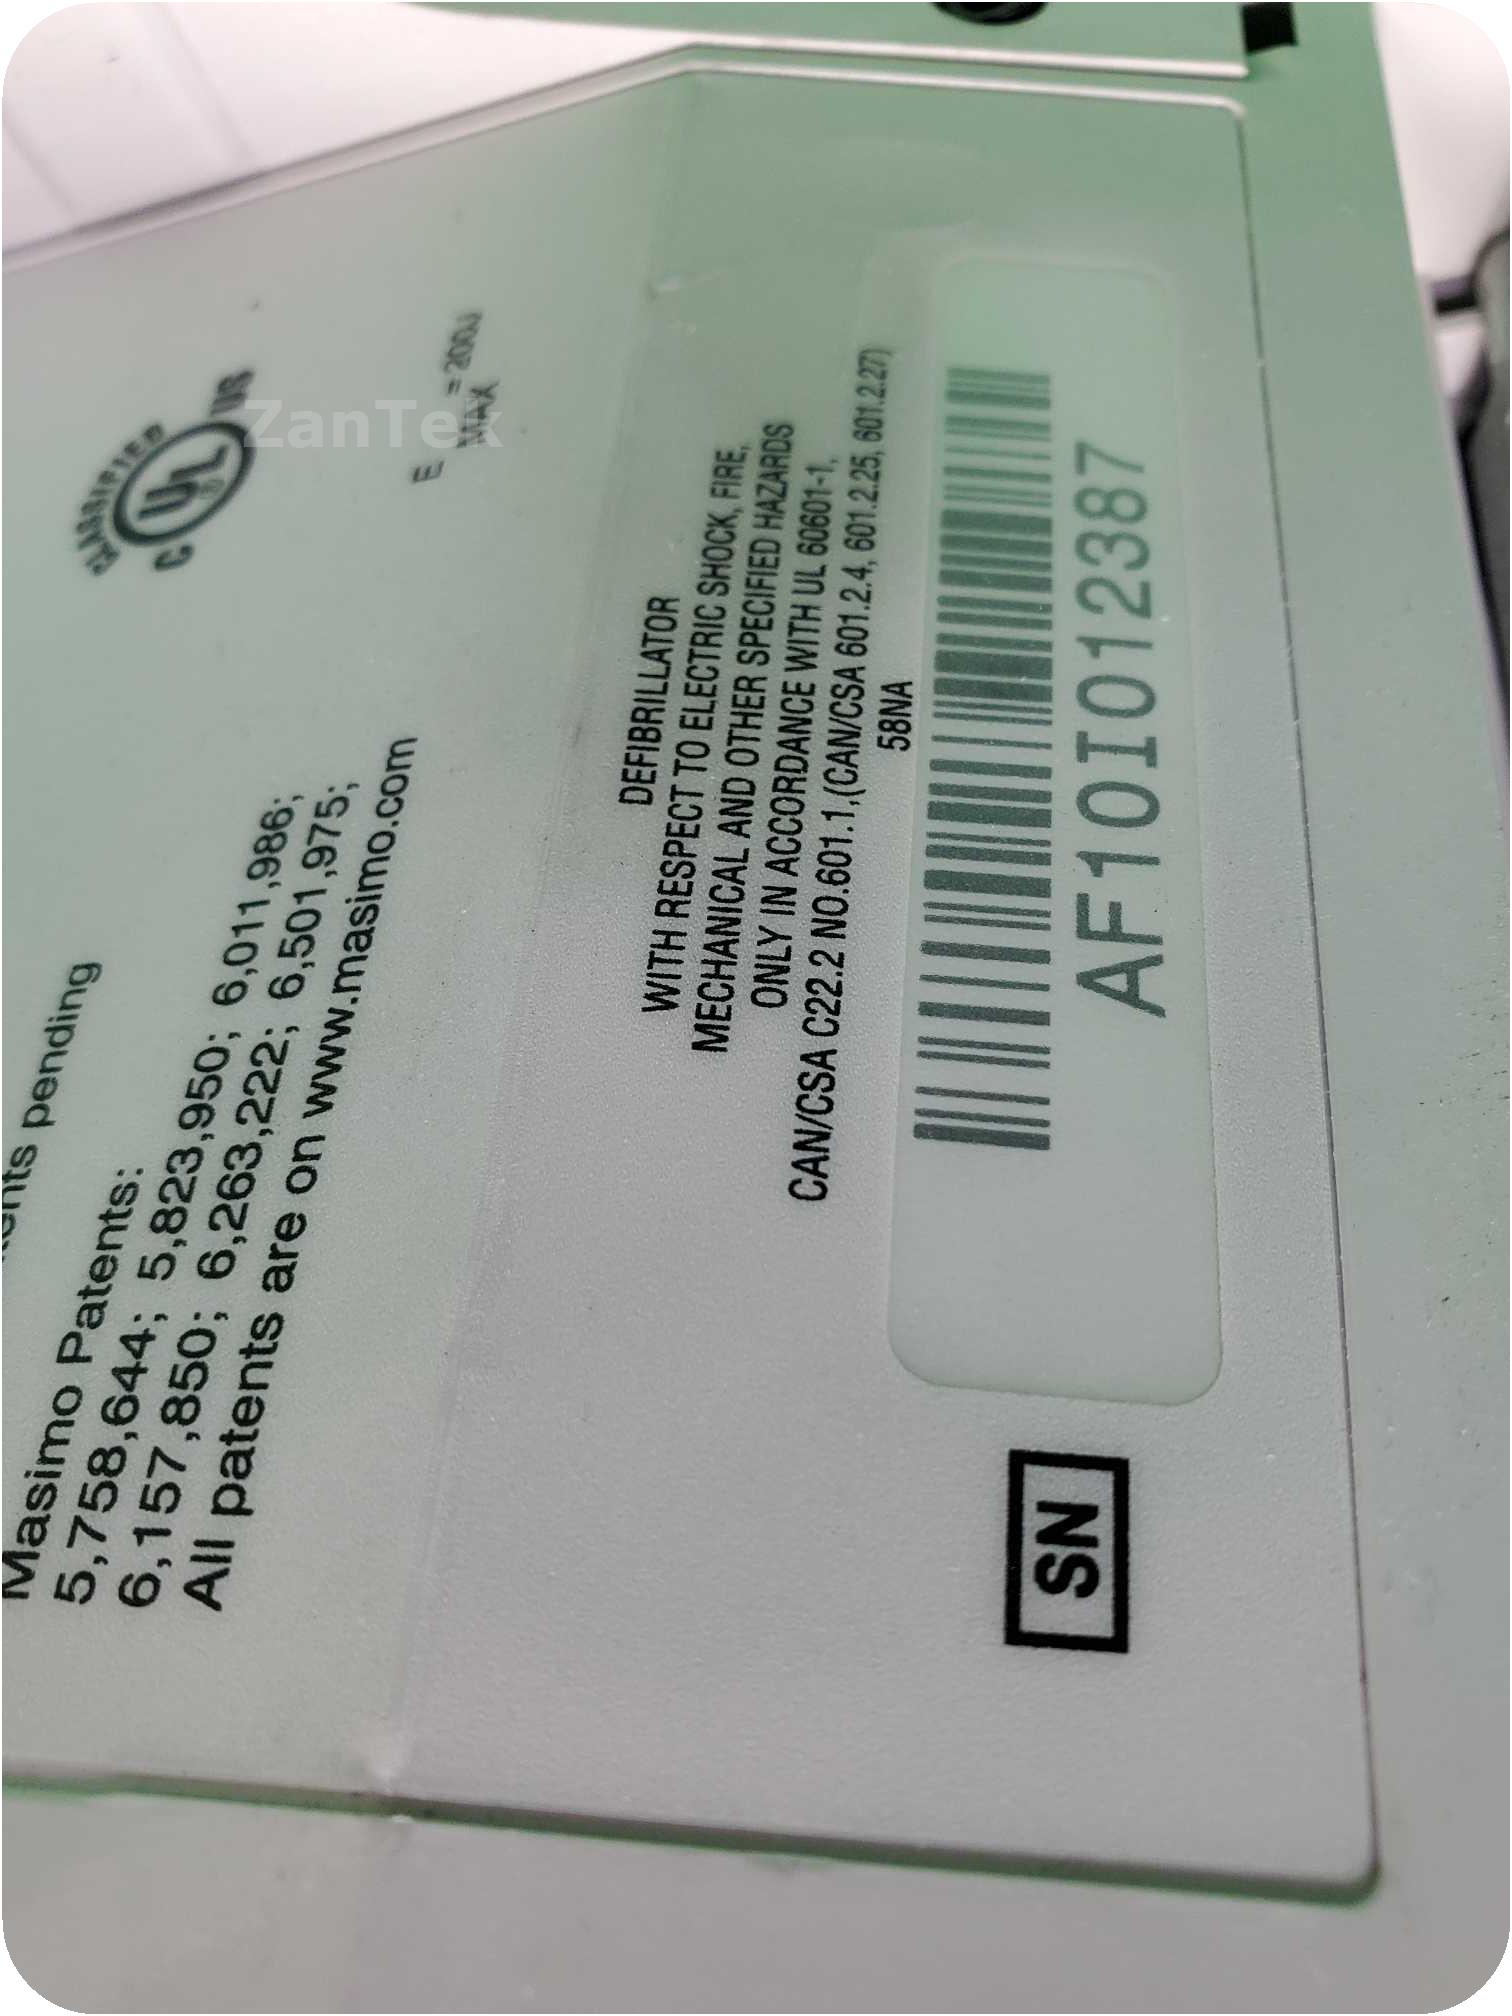 ents pending
Masimo Patents:
5,758,644; 5,823,950; 6,011,986;
6,157,850; 6,263,222; 6,501,975;
All patents are on www.masimo.com
CLASSIFIED
C UL US
®
E MAX =200J
ZanTek
DEFIBRILLATOR
WITH RESPECT TO ELECTRIC SHOCK, FIRE,
MECHANICAL AND OTHER SPECIFIED HAZARDS
ONLY IN ACCORDANCE WITH UL 60601-1,
CAN/CSA C22.2 NO.601.1,(CAN/CSA 601.2.4, 601.2.25, 601.2.27)
58NA
SN
AF10I012387